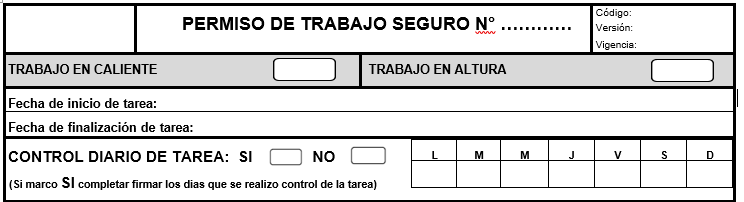 PERMISO DE TRABAJO SEGURO N° …………
Código:
Versión:
Vigencia:
TRABAJO EN CALIENTE
TRABAJO EN ALTURA
Fecha de inicio de tarea:
Fecha de finalización de tarea:
CONTROL DIARIO DE TAREA: SI NO
L M M J V S D
(Si marco SI completar firmar los dias que se realizo control de la tarea)